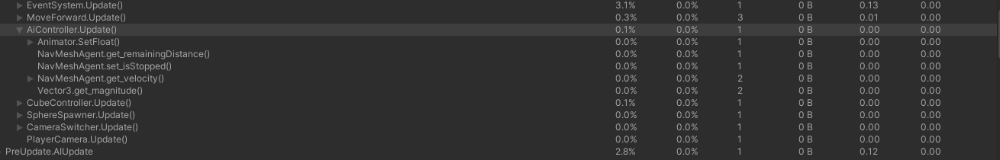 EventSystem.Update() 3.1% 0.0% 1 0 B 0.13 0.00
MoveForward.Update() 0.3% 0.0% 3 0 B 0.01 0.00
AiController.Update() 0.1% 0.0% 1 0 B 0.00 0.00
Animator.SetFloat() 0.0% 0.0% 1 0 B 0.00 0.00
NavMeshAgent.get_remainingDistance() 0.0% 0.0% 1 0 B 0.00 0.00
NavMeshAgent.set_isStopped() 0.0% 0.0% 1 0 B 0.00 0.00
NavMeshAgent.get_velocity() 0.0% 0.0% 2 0 B 0.00 0.00
Vector3.get_magnitude() 0.0% 0.0% 2 0 B 0.00 0.00
CubeController.Update() 0.1% 0.0% 1 0 B 0.00 0.00
SphereSpawner.Update() 0.0% 0.0% 1 0 B 0.00 0.00
CameraSwitcher.Update() 0.0% 0.0% 1 0 B 0.00 0.00
PlayerCamera.Update() 0.0% 0.0% 1 0 B 0.00 0.00
PreUpdate.AIUpdate 2.8% 0.0% 1 0 B 0.12 0.00